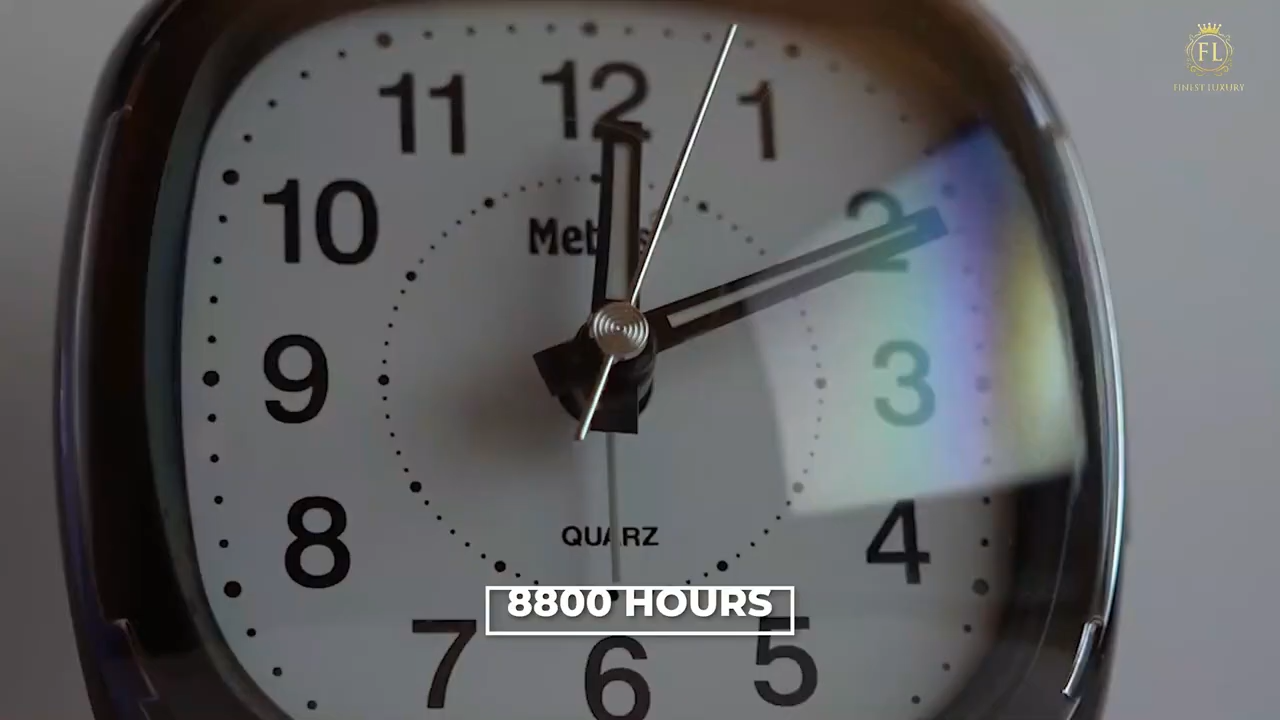 FL
FINEST LUXURY
11 12 1
10 2
9 3
8 4
7 6 5
QUARZ
8800 HOURS